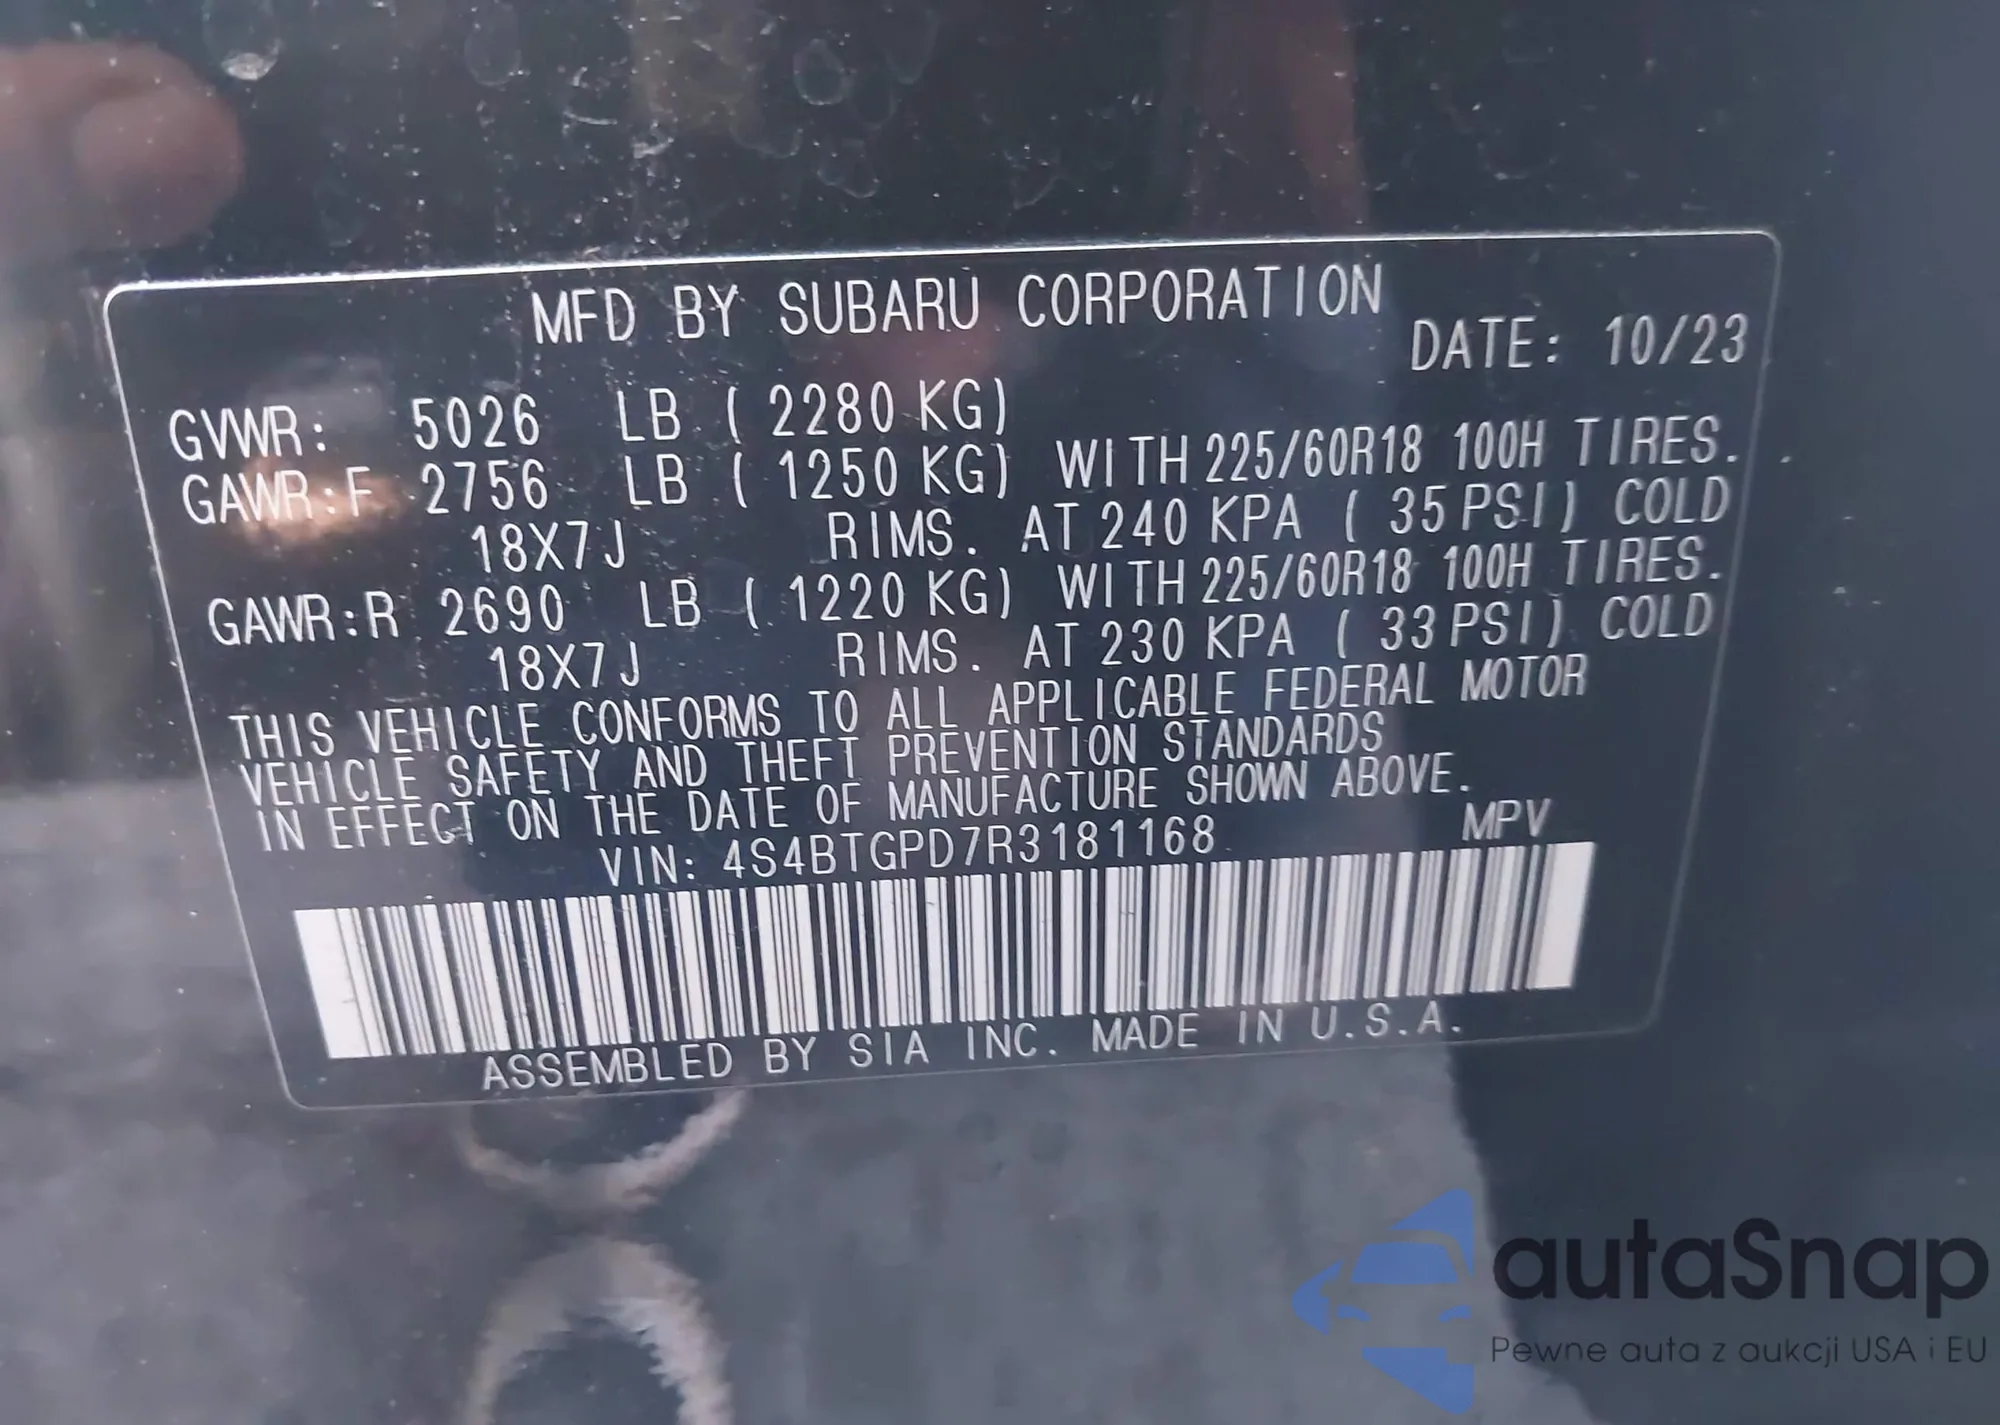 MFD BY SUBARU CORPORATION
DATE: 10/23
GVWR: 5026 LB ( 2280 KG)
GAWR:F 2756 LB ( 1250 KG) WITH 225/60R18 100H TIRES.
18X7J RIMS. AT 240 KPA ( 35 PSI) COLD
GAWR:R 2690 LB ( 1220 KG) WITH 225/60R18 100H TIRES.
18X7J RIMS. AT 230 KPA ( 33 PSI) COLD
THIS VEHICLE CONFORMS TO ALL APPLICABLE FEDERAL MOTOR
VEHICLE SAFETY AND THEFT PREVENTION STANDARDS
IN EFFECT ON THE DATE OF MANUFACTURE SHOWN ABOVE.
VIN: 4S4BTGPD7R3181168 MPV
ASSEMBLED BY SIA INC. MADE IN U.S.A.
autaSnap
Pewne auta z aukcji USA i EU